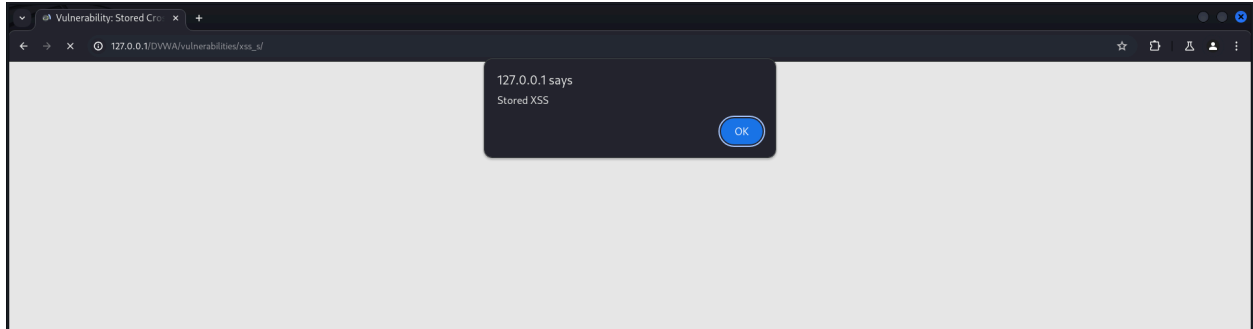 Vulnerability: Stored Cro
127.0.0.1/DVWA/vulnerabilities/xss_s/
127.0.0.1 says
Stored XSS
OK